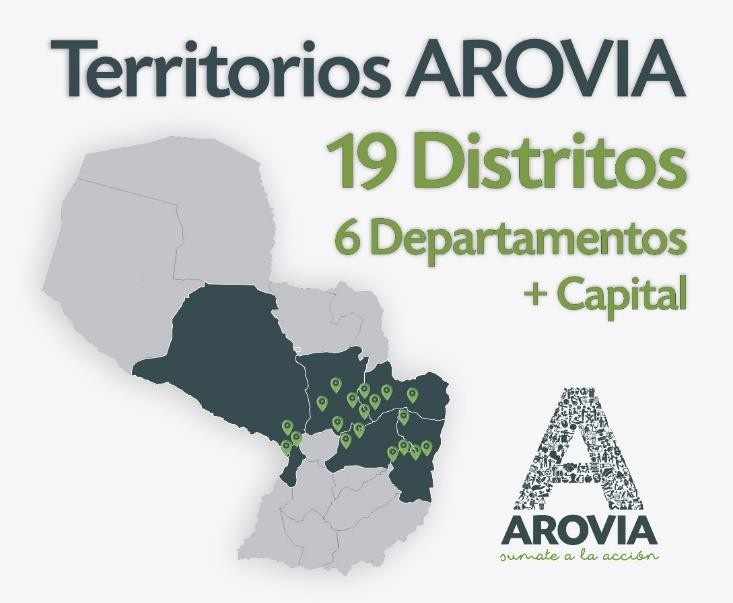 Territorios AROVIA
19 Distritos
6 Departamentos
+ Capital
AROVIA
sumate a la acción